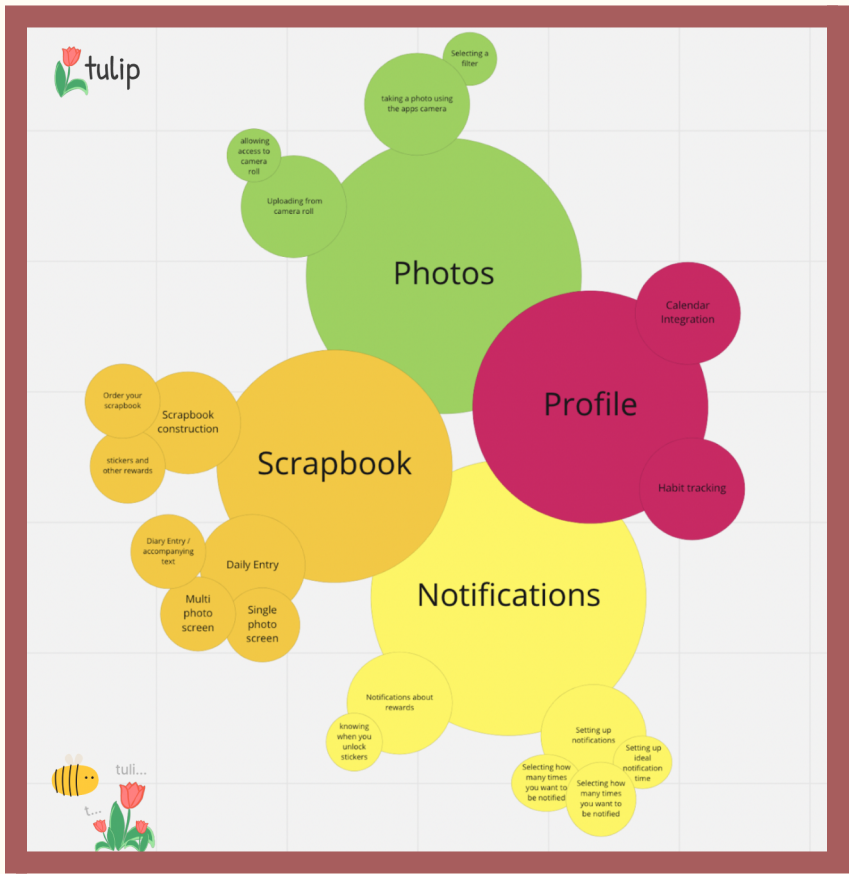 tulip
Selecting a
filter
taking a photo using
the apps camera
allowing
access to
camera
roll
Uploading from
camera roll
Photos
Calendar
Integration
Profile
Habit tracking
Order your
scrapbook
Scrapbook
construction
stickers and
other rewards
Scrapbook
Diary Entry /
accompanying
text
Daily Entry
Multi
photo
screen
Single
photo
screen
Notifications
Notifications about
rewards
knowing
when you
unlock
stickers
Setting up
notifications
Setting up
ideal
notification
time
Selecting how
many times
you want to
be notified
Selecting how
many times
you want to
be notified
tuli...
t...